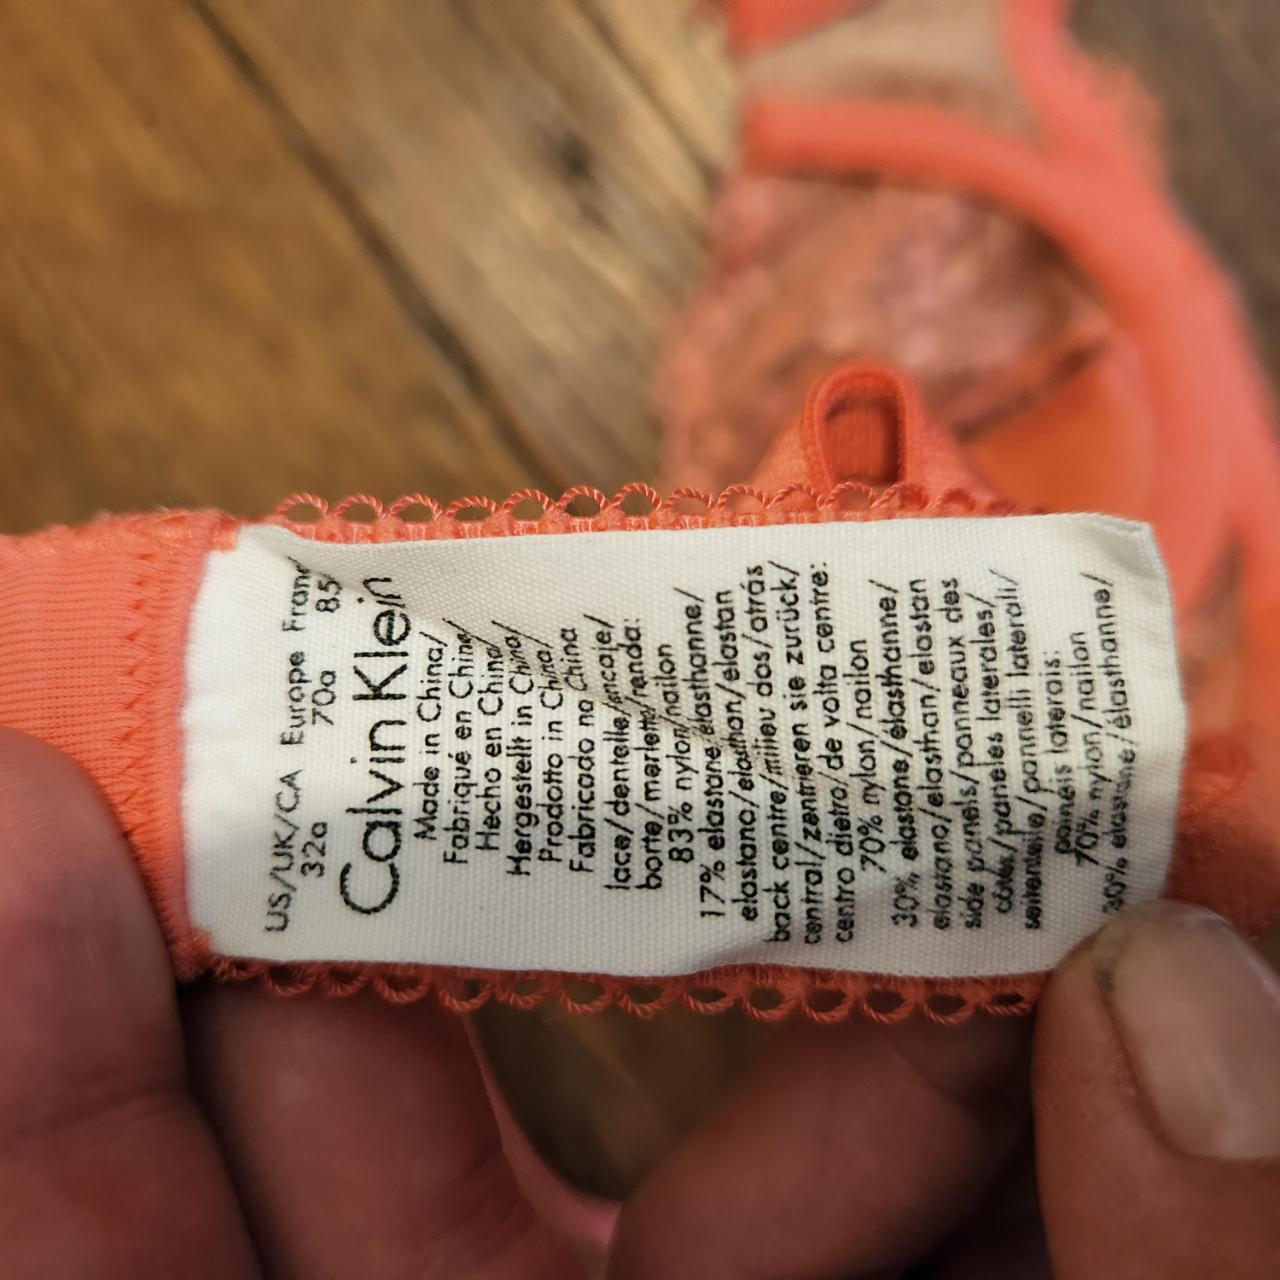 US/UK/CA Europe Franc
32a 70a 85
Calvin Klein
Made in China/
Fabriqué en Chine/
Hecho en China/
Hergestellt in China/
Prodotto in China/
Fabricado na China
lace/dentelle/encaje/
borte/merletto/renda:
83% nylon/nailon
17% elastane/élasthanne/
elastano/elasthan/elastan
back centre/milieu dos/atrás
central/zentrieren sie zurück/
centro dietro/de volta centre:
70% nylon/nailon
30% elastane/élasthanne/
elastano/elasthan/elastan
side panels/panneaux des
côtés/paneles laterales/
seitenteile/pannelli laterali/
paineis laterais:
70% nylon/nailon
30% elastane/élasthanne/